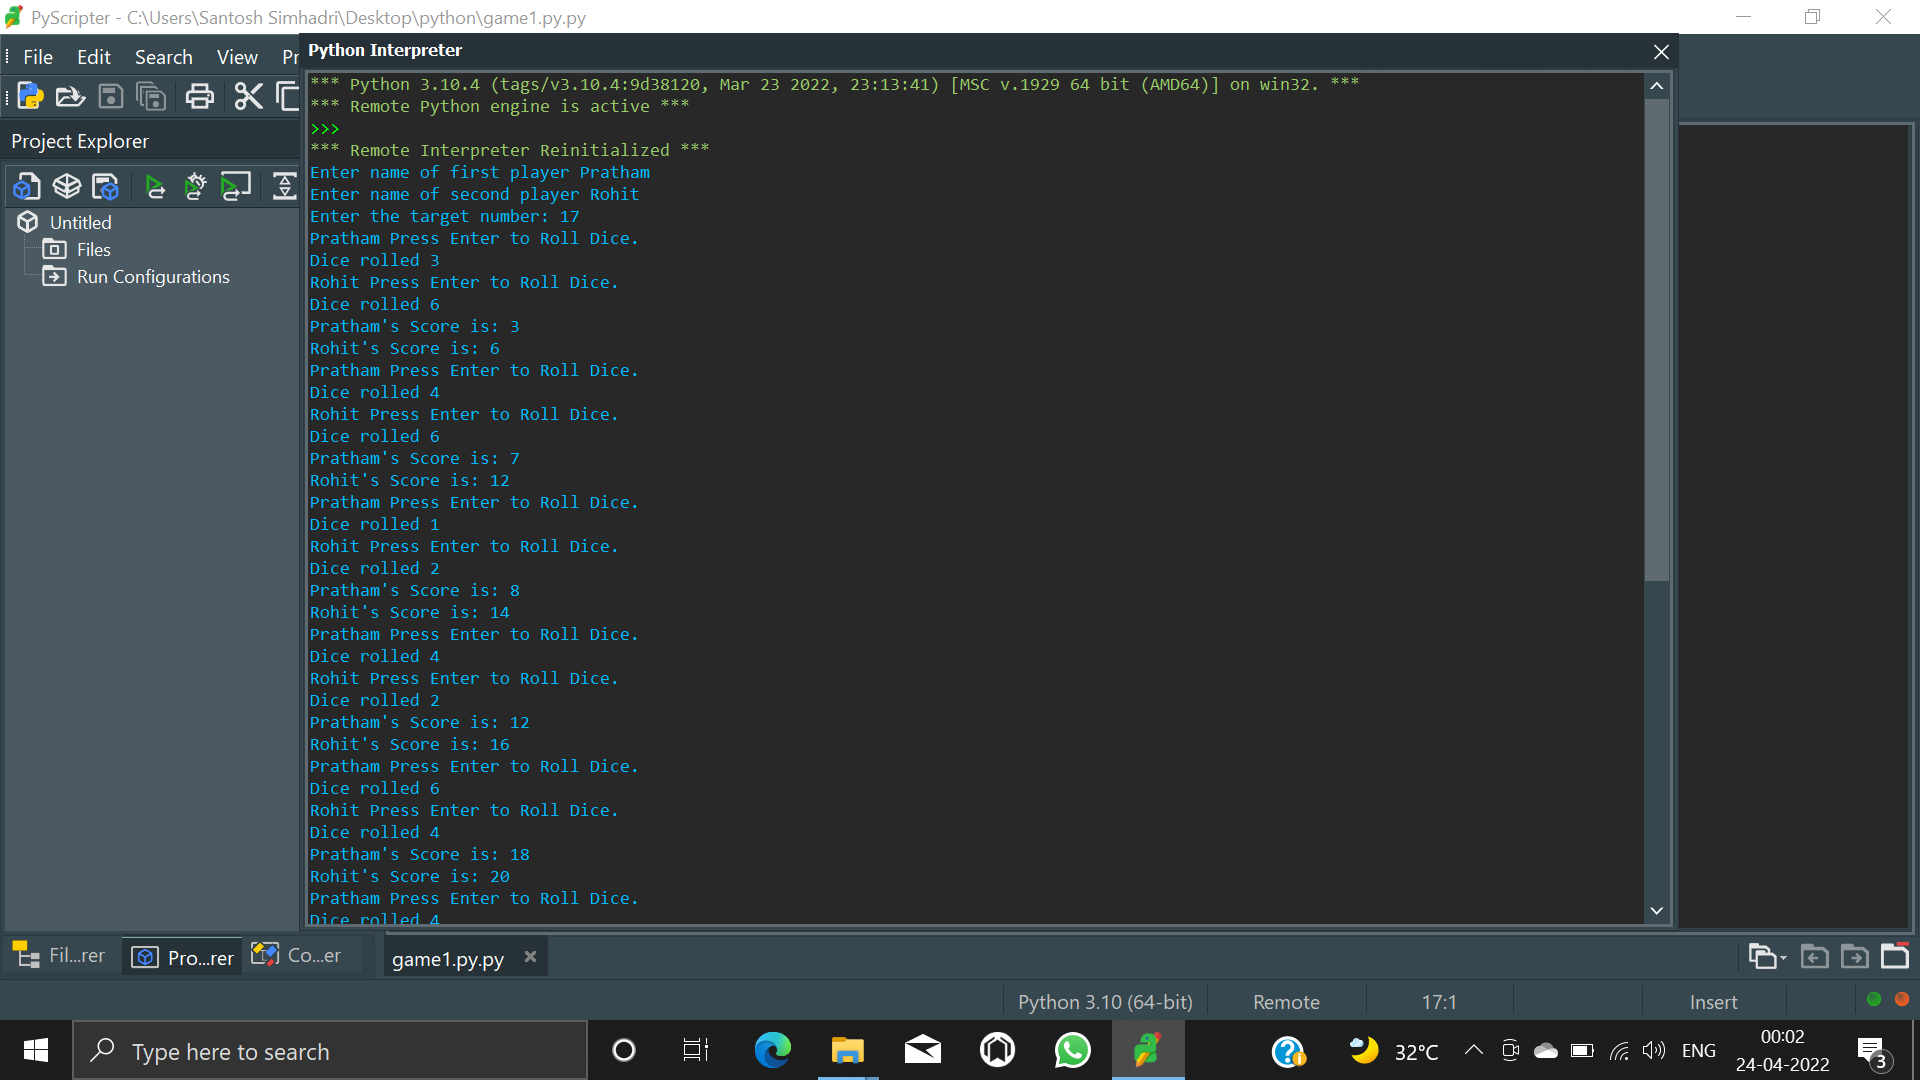 PyScripter - C:\Users\Santosh Simhadri\Desktop\python\game1.py.py
File Edit Search View Pr
Python Interpreter
*** Python 3.10.4 (tags/v3.10.4:9d38120, Mar 23 2022, 23:13:41) [MSC v.1929 64 bit (AMD64)] on win32. ***
*** Remote Python engine is active ***
>>>
*** Remote Interpreter Reinitialized ***
Enter name of first player Pratham
Enter name of second player Rohit
Enter the target number: 17
Pratham Press Enter to Roll Dice.
Dice rolled 3
Rohit Press Enter to Roll Dice.
Dice rolled 6
Pratham's Score is: 3
Rohit's Score is: 6
Pratham Press Enter to Roll Dice.
Dice rolled 4
Rohit Press Enter to Roll Dice.
Dice rolled 6
Pratham's Score is: 7
Rohit's Score is: 12
Pratham Press Enter to Roll Dice.
Dice rolled 1
Rohit Press Enter to Roll Dice.
Dice rolled 2
Pratham's Score is: 8
Rohit's Score is: 14
Pratham Press Enter to Roll Dice.
Dice rolled 4
Rohit Press Enter to Roll Dice.
Dice rolled 2
Pratham's Score is: 12
Rohit's Score is: 16
Pratham Press Enter to Roll Dice.
Dice rolled 6
Rohit Press Enter to Roll Dice.
Dice rolled 4
Pratham's Score is: 18
Rohit's Score is: 20
Pratham Press Enter to Roll Dice.
Dice rolled 4
Project Explorer
Untitled
Files
Run Configurations
Fil...rer
Pro...rer
Co...er
game1.py.py
Python 3.10 (64-bit)
Remote
17:1
Insert
Type here to search
32°C
ENG
00:02
24-04-2022
3